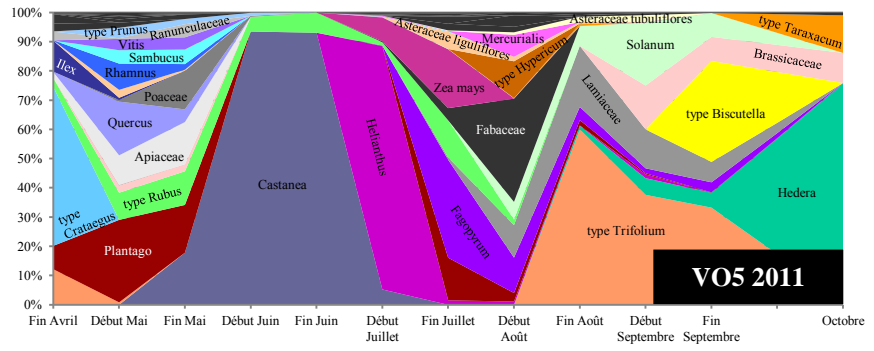 100%
90%
80%
70%
60%
50%
40%
30%
20%
10%
0%
type Prunus
Ranunculaceae
Vitis
Sambucus
Ilex
Rhamnus
Poaceae
Quercus
Apiaceae
type Rubus
type
Crataegus
Plantago
Castanea
Helianthus
Asteraceae liguliflores
Mercurialis
type Hypericum
Zea mays
Fabaceae
Fagopyrum
Lamiaceae
Asteraceae tubuliflores
Solanum
type Taraxacum
Brassicaceae
type Biscutella
Hedera
type Trifolium
VO5 2011
Fin Avril
Début Mai
Fin Mai
Début Juin
Fin Juin
Début
Juillet
Fin Juillet
Début
Août
Fin Août
Début
Septembre
Fin
Septembre
Octobre